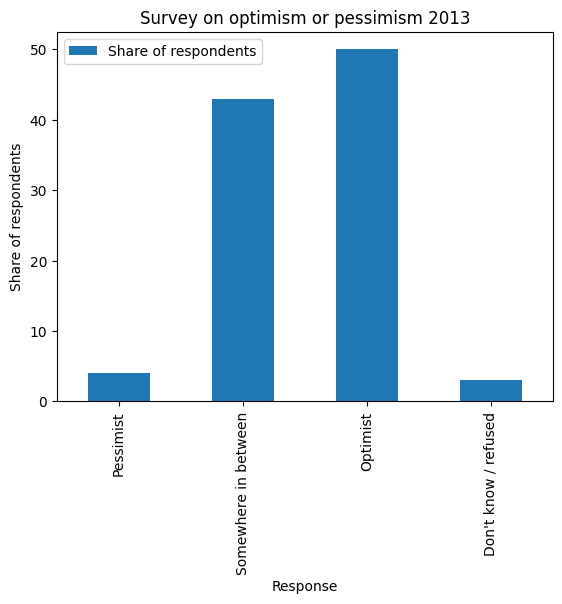 Survey on optimism or pessimism 2013
Share of respondents
Share of respondents
50
40
30
20
10
0
Pessimist
Somewhere in between
Optimist
Don't know / refused
Response